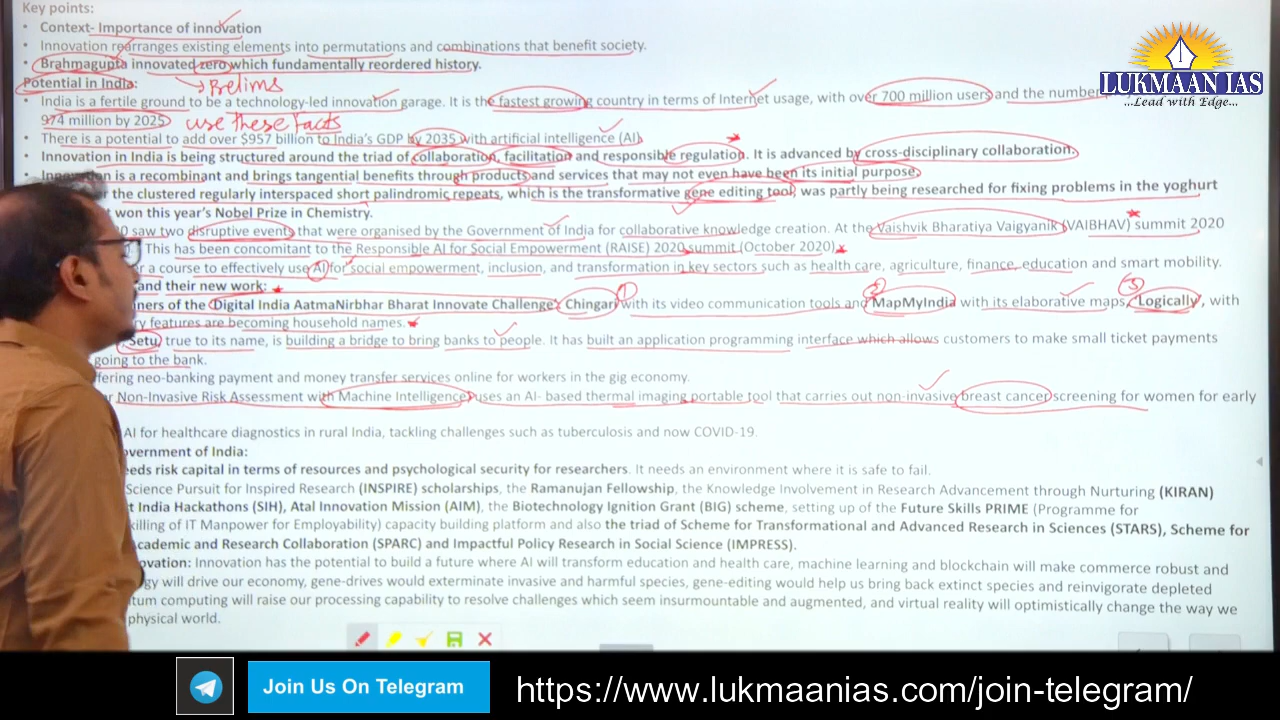 Key points:
• Context- Importance of innovation
• Innovation rearranges existing elements into permutations and combinations that benefit society.
• Brahmagupta innovated zero which fundamentally reordered history.
Potential in India: → Prelims
• India is a fertile ground to be a technology-led innovation garage. It is the fastest growing country in terms of Internet usage, with over 700 million users and the number
974 million by 2025 use these facts
• There is a potential to add over $957 billion to India's GDP by 2035 with artificial intelligence (AI)
• Innovation in India is being structured around the triad of collaboration, facilitation and responsible regulation. It is advanced by cross-disciplinary collaboration.
• Innovation is a recombinant and brings tangential benefits through products and services that may not even have been its initial purpose.
r the clustered regularly interspaced short palindromic repeats, which is the transformative gene editing tool, was partly being researched for fixing problems in the yoghurt
won this year's Nobel Prize in Chemistry.
0 saw two disruptive events that were organised by the Government of India for collaborative knowledge creation. At the Vaishvik Bharatiya Vaigyanik (VAIBHAV) summit 2020
. This has been concomitant to the Responsible AI for Social Empowerment (RAISE) 2020 summit (October 2020)
r a course to effectively use AI for social empowerment, inclusion, and transformation in key sectors such as health care, agriculture, finance, education and smart mobility.
and their new work:
ners of the Digital India AatmaNirbhar Bharat Innovate Challenge: Chingari 1 with its video communication tools and 2 MapMyIndia with its elaborative maps, 3 Logically, with
ry features are becoming household names.
Setu, true to its name, is building a bridge to bring banks to people. It has built an application programming interface which allows customers to make small ticket payments
going to the bank.
ffering neo-banking payment and money transfer services online for workers in the gig economy.
r Non-Invasive Risk Assessment with Machine Intelligence) uses an AI- based thermal imaging portable tool that carries out non-invasive breast cancer screening for women for early
AI for healthcare diagnostics in rural India, tackling challenges such as tuberculosis and now COVID-19.
vernment of India:
eeds risk capital in terms of resources and psychological security for researchers. It needs an environment where it is safe to fail.
Science Pursuit for Inspired Research (INSPIRE) scholarships, the Ramanujan Fellowship, the Knowledge Involvement in Research Advancement through Nurturing (KIRAN)
t India Hackathons (SIH), Atal Innovation Mission (AIM), the Biotechnology Ignition Grant (BIG) scheme, setting up of the Future Skills PRIME (Programme for
killing of IT Manpower for Employability) capacity building platform and also the triad of Scheme for Transformational and Advanced Research in Sciences (STARS), Scheme for
cademic and Research Collaboration (SPARC) and Impactful Policy Research in Social Science (IMPRESS).
ovation: Innovation has the potential to build a future where AI will transform education and health care, machine learning and blockchain will make commerce robust and
gy will drive our economy, gene-drives would exterminate invasive and harmful species, gene-editing would help us bring back extinct species and reinvigorate depleted
tum computing will raise our processing capability to resolve challenges which seem insurmountable and augmented, and virtual reality will optimistically change the way we
physical world.
LUKMAAN IAS
...Lead with Edge...
Join Us On Telegram
https://www.lukmaanias.com/join-telegram/